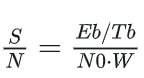 S/N = Eb/Tb / N0·W